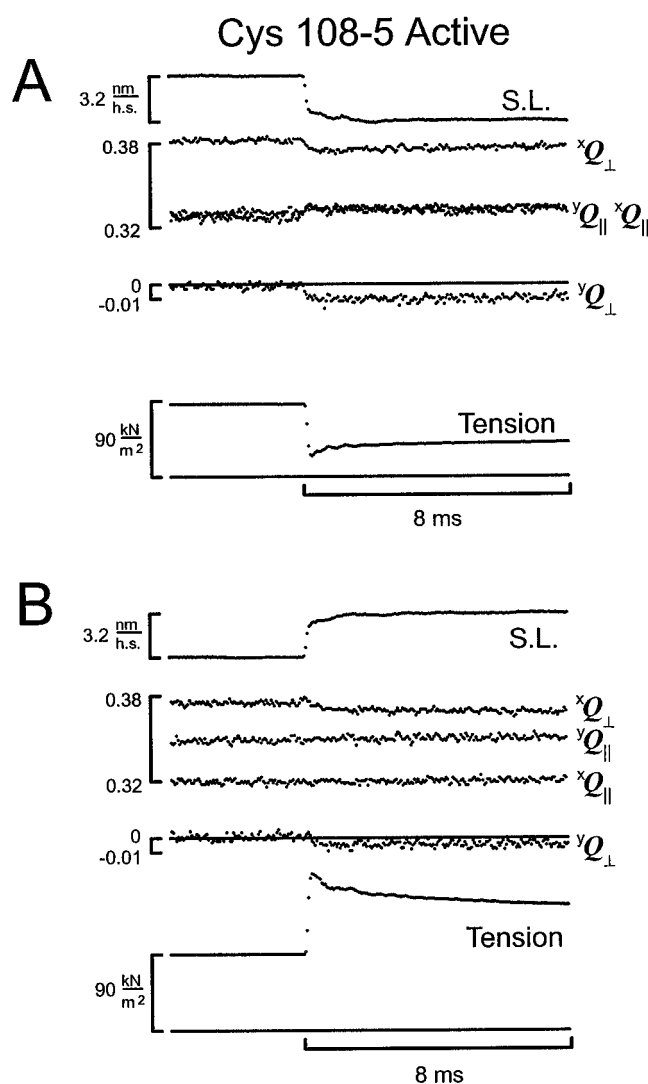 Cys 108-5 Active
A
3.2 nm/h.s.
S.L.
0.38
ˣQ⊥
ʸQ|| ˣQ||
0.32
0
-0.01
ʸQ⊥
Tension
90 kN/m²
8 ms
B
3.2 nm/h.s.
S.L.
0.38
ˣQ⊥
ʸQ||
0.32
ˣQ||
0
-0.01
ʸQ⊥
Tension
90 kN/m²
8 ms